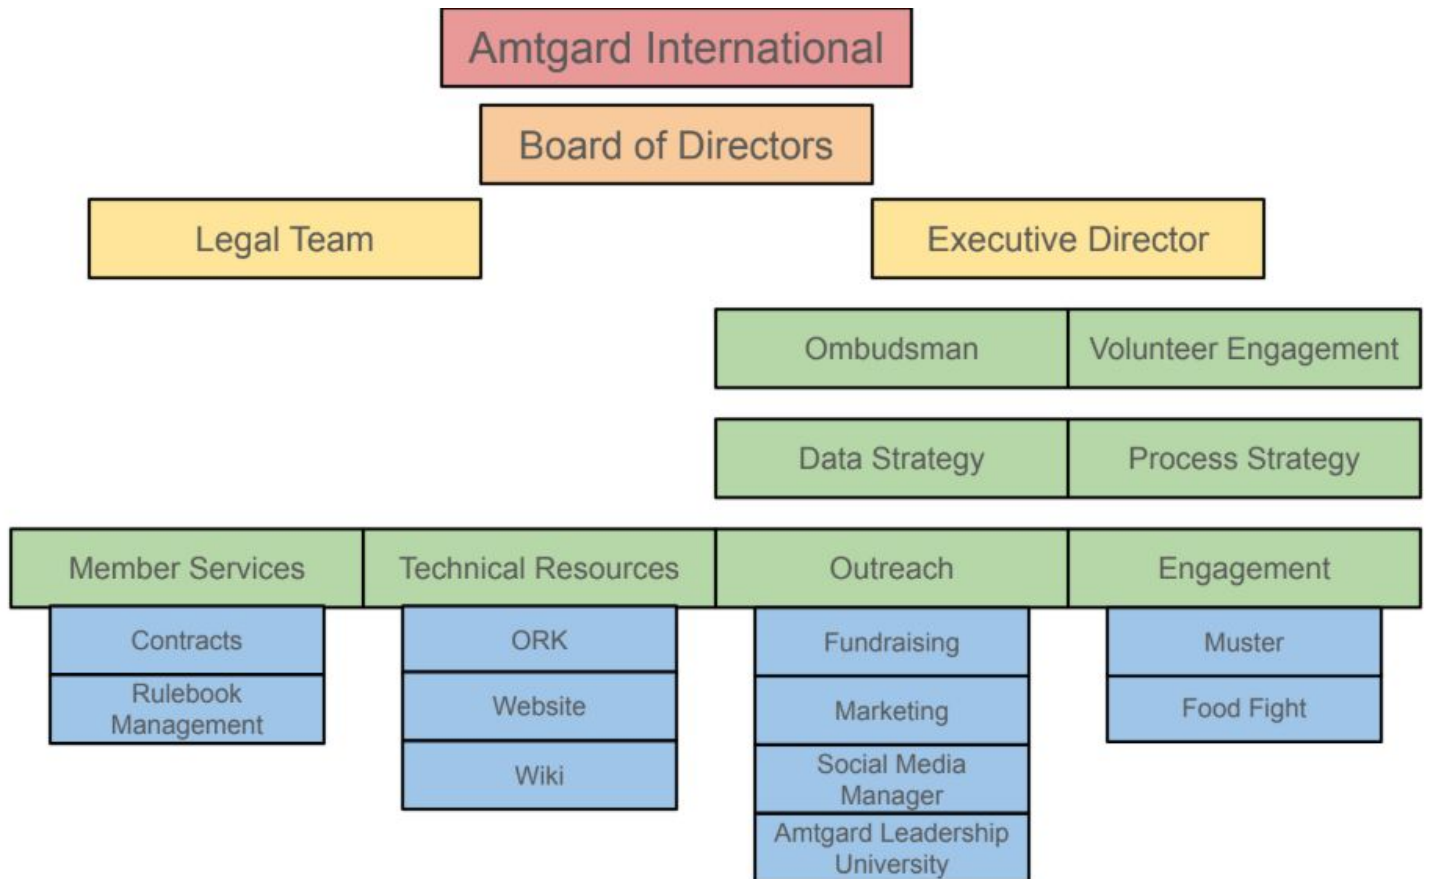 Amtgard International
Board of Directors
Legal Team
Executive Director
Ombudsman
Volunteer Engagement
Data Strategy
Process Strategy
Member Services
Technical Resources
Outreach
Engagement
Contracts
Rulebook
Management
ORK
Website
Wiki
Fundraising
Marketing
Social Media
Manager
Amtgard Leadership
University
Muster
Food Fight